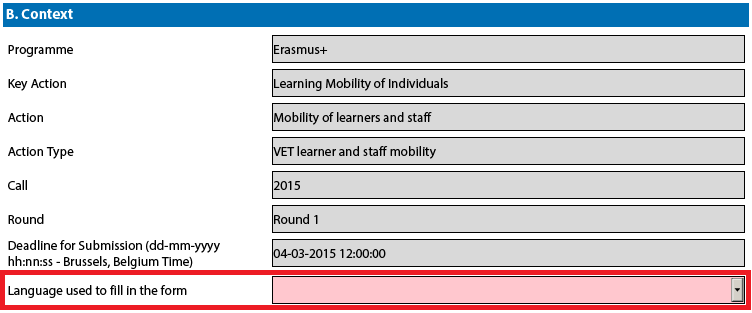 B. Context
Programme
Erasmus+
Key Action
Learning Mobility of Individuals
Action
Mobility of learners and staff
Action Type
VET learner and staff mobility
Call
2015
Round
Round 1
Deadline for Submission (dd-mm-yyyy
hh:nn:ss - Brussels, Belgium Time)
04-03-2015 12:00:00
Language used to fill in the form